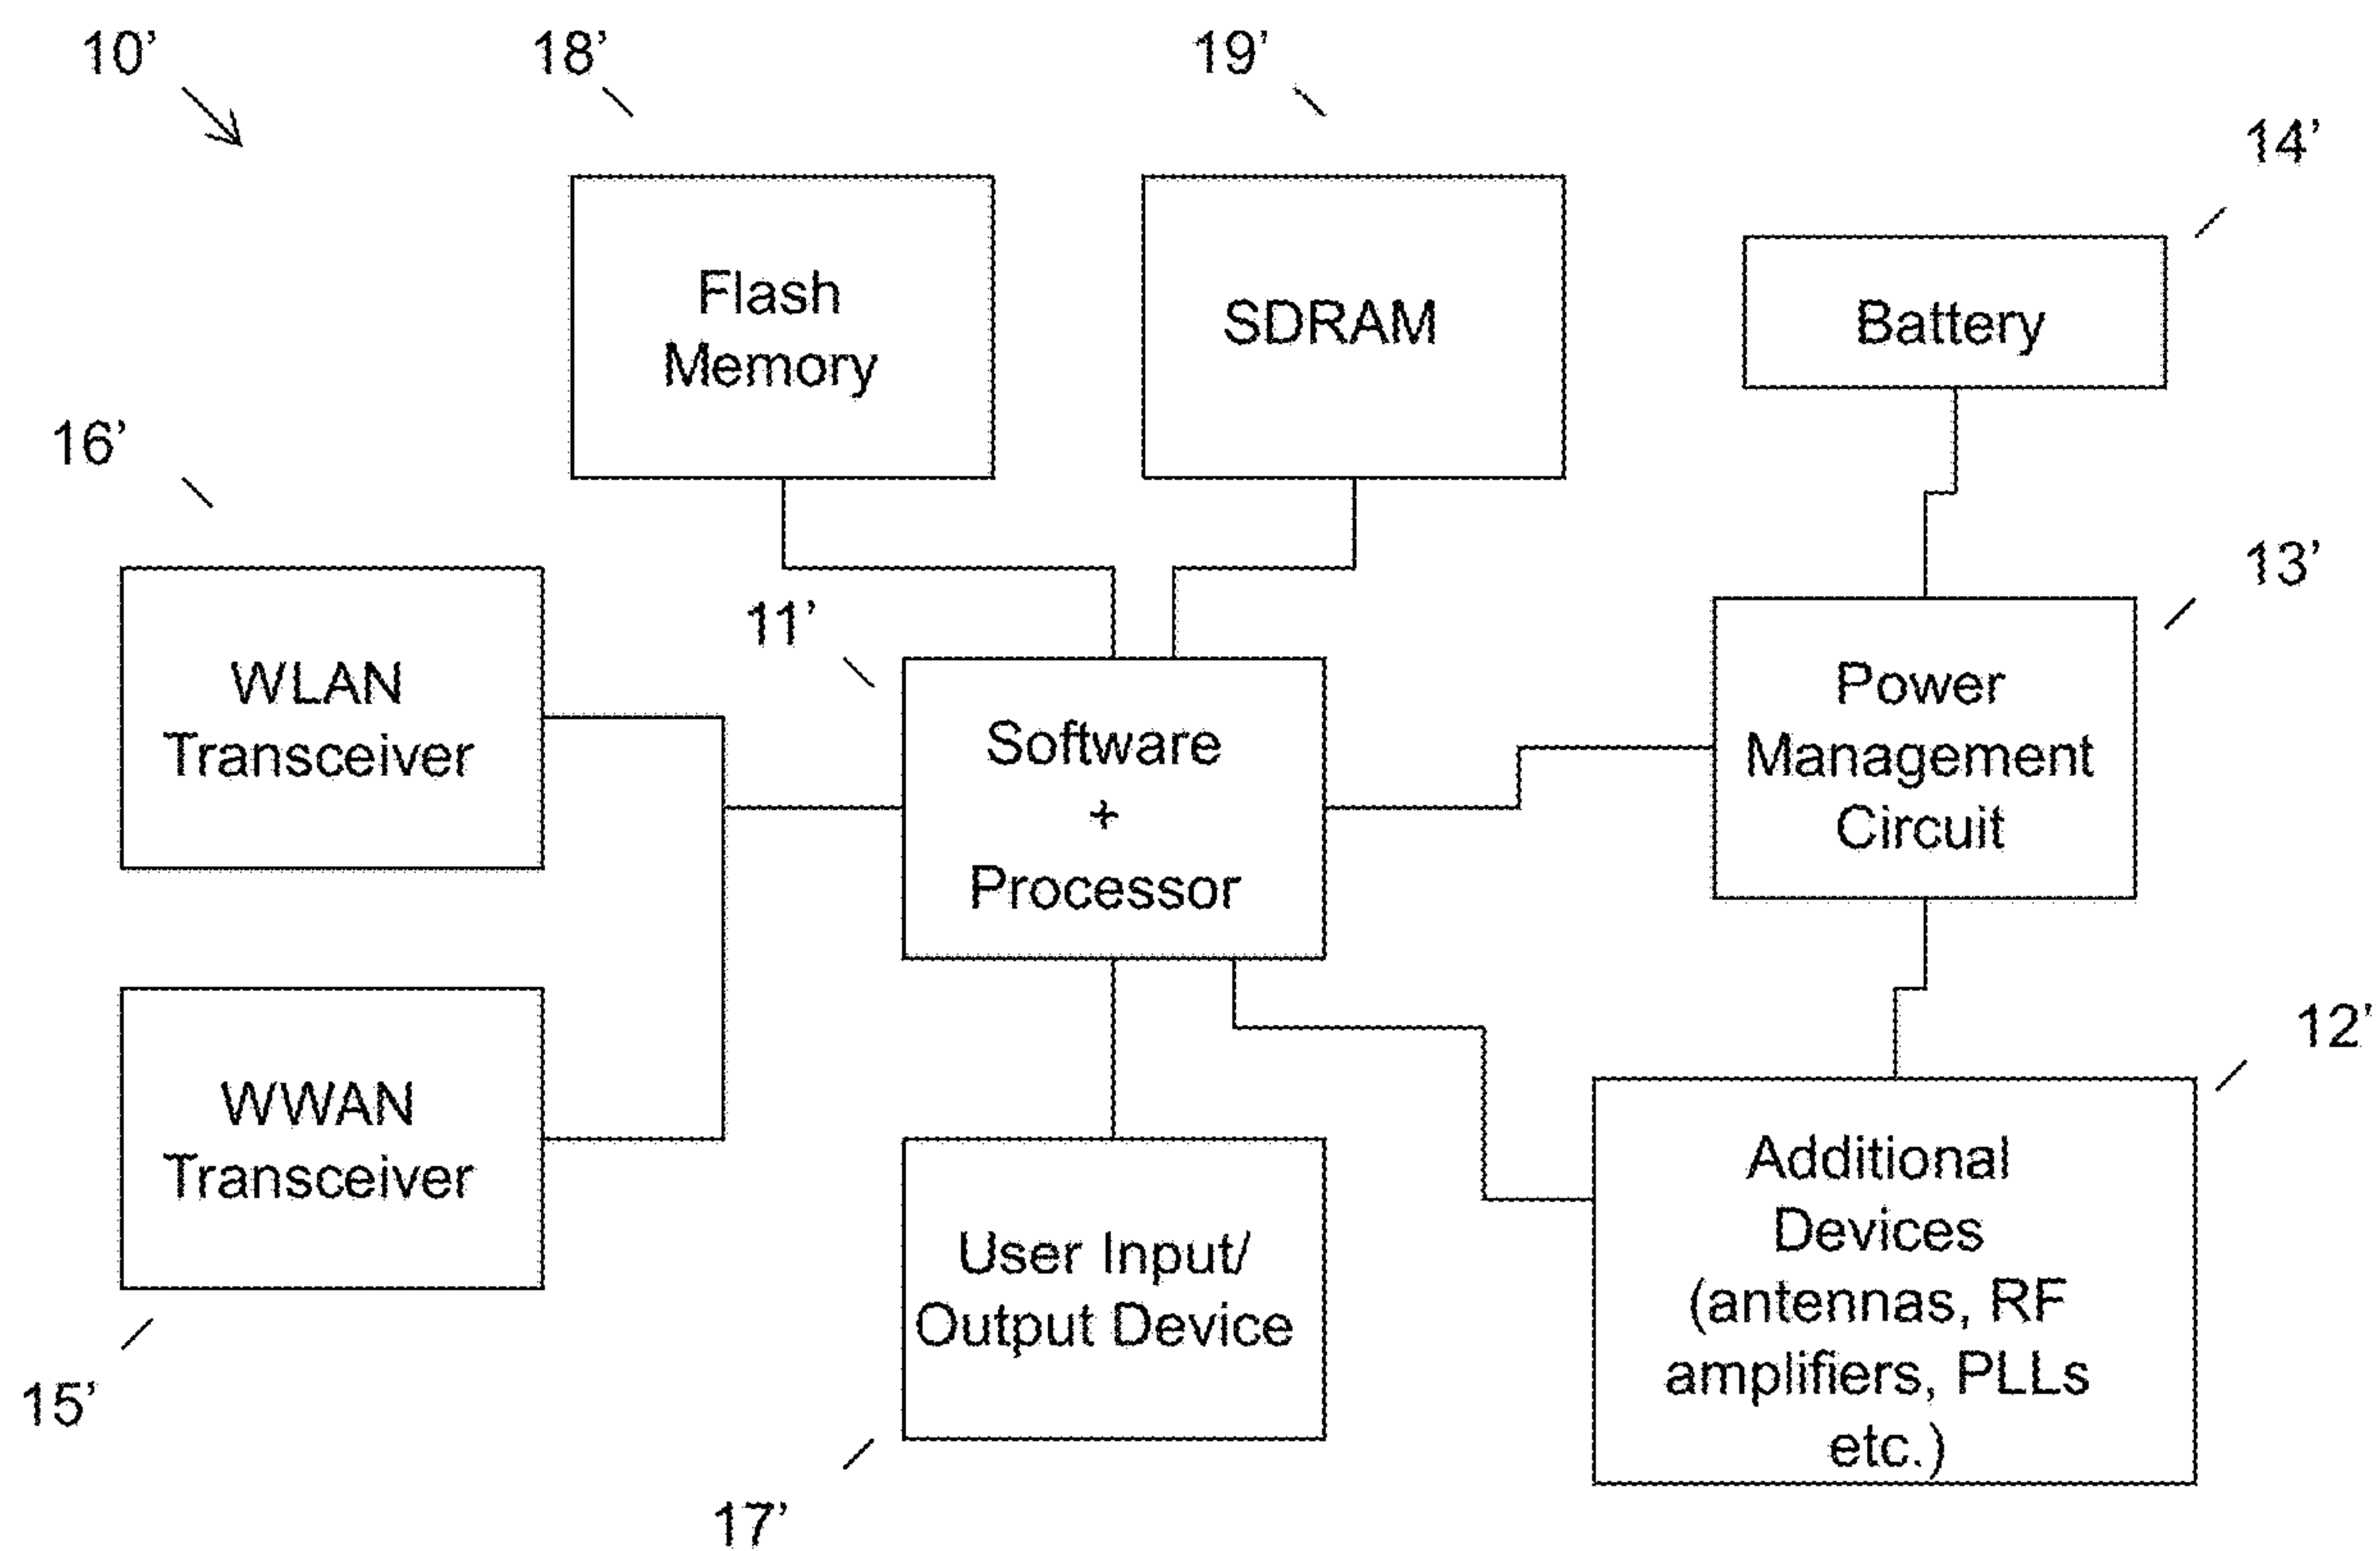 10’
18’
19’
14’
Flash
Memory
SDRAM
Battery
16’
13’
11’
WLAN
Transceiver
Software
+
Processor
Power
Management
Circuit
12’
WWAN
Transceiver
User Input/
Output Device
Additional
Devices
(antennas, RF
amplifiers, PLLs
etc.)
15’
17’